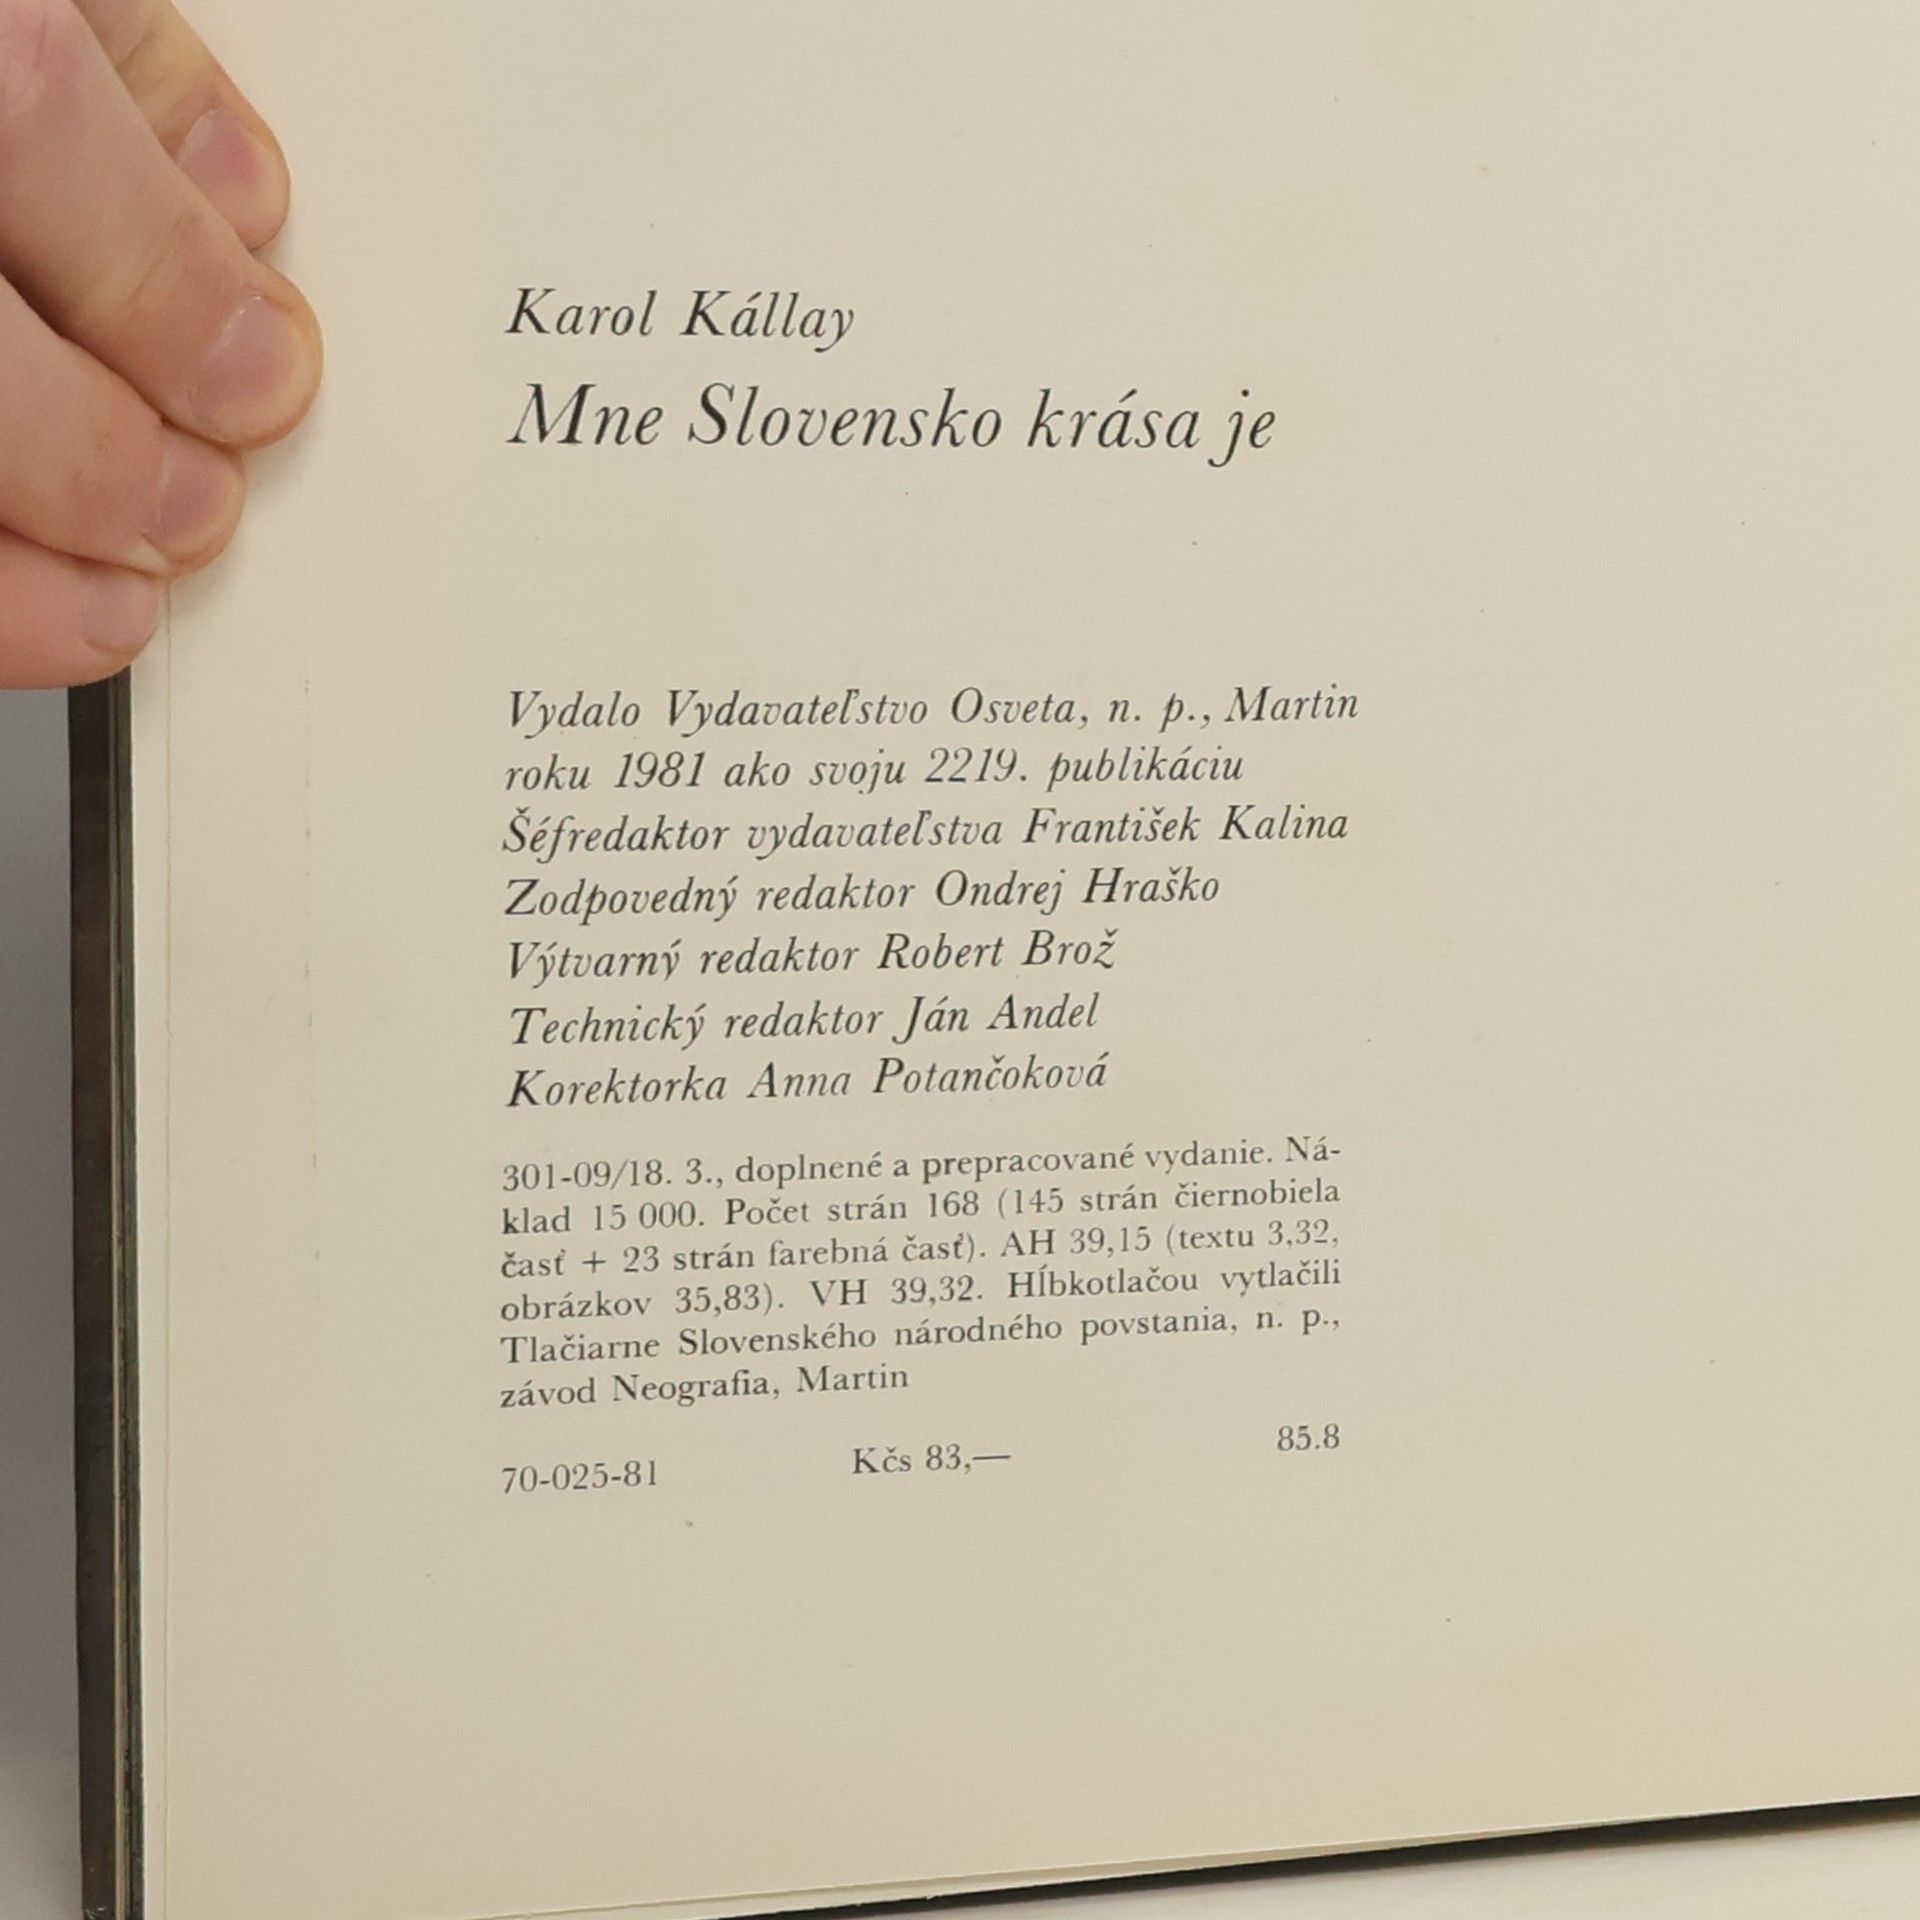 Karol Kállay
Mne Slovensko krása je
Vydalo Vydavateľstvo Osveta, n. p., Martin
roku 1981 ako svoju 2219. publikáciu
Šéfredaktor vydavateľstva František Kalina
Zodpovedný redaktor Ondrej Hraško
Výtvarný redaktor Robert Brož
Technický redaktor Ján Andel
Korektorka Anna Potančoková
301-09/18. 3., doplnené a prepracované vydanie. Ná-
klad 15 000. Počet strán 168 (145 strán čiernobiela
časť + 23 strán farebná časť). AH 39,15 (textu 3,32,
obrázkov 35,83). VH 39,32. Hĺbkotlačou vytlačili
Tlačiarne Slovenského národného povstania, n. p.,
závod Neografia, Martin
70-025-81 Kčs 83,— 85.8